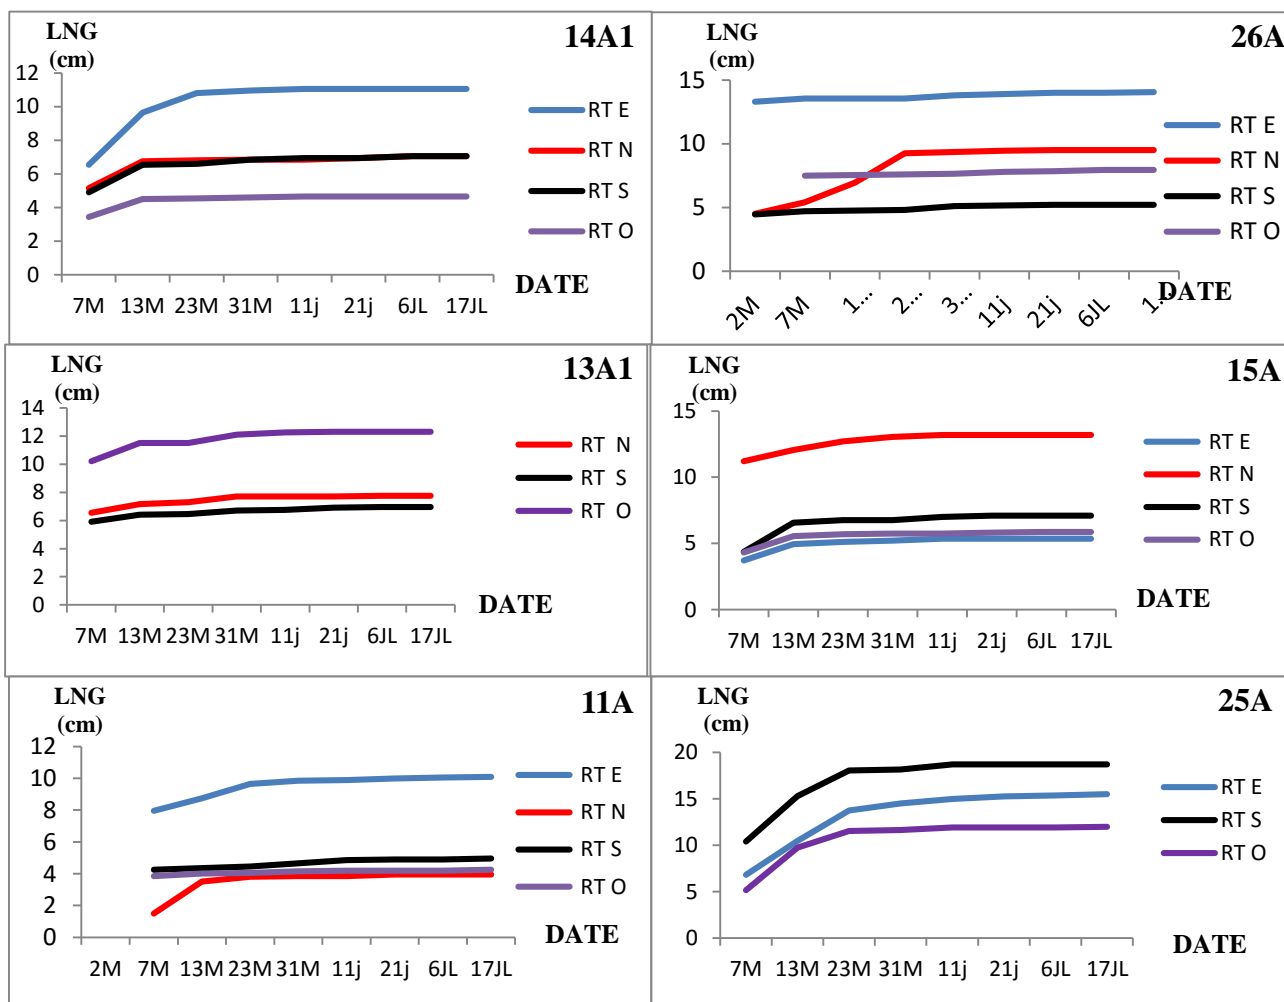 LNG
(cm)
14A1
12
10
8
6
4
2
0
7M 13M 23M 31M 11j 21j 6JL 17JL
DATE
RT E
RT N
RT S
RT O
LNG
(cm)
26A
15
10
5
0
2M 7M 1... 2... 3... 11j 21j 6JL 1...
DATE
RT E
RT N
RT S
RT O
LNG
(cm)
13A1
14
12
10
8
6
4
2
0
7M 13M 23M 31M 11j 21j 6JL 17JL
DATE
RT N
RT S
RT O
LNG
(cm)
15A
15
10
5
0
7M 13M 23M 31M 11j 21j 6JL 17JL
DATE
RT E
RT N
RT S
RT O
LNG
(cm)
11A
12
10
8
6
4
2
0
2M 7M 13M 23M 31M 11j 21j 6JL 17JL
DATE
RT E
RT N
RT S
RT O
LNG
(cm)
25A
20
15
10
5
0
7M 13M 23M 31M 11j 21j 6JL 17JL
DATE
RT E
RT S
RT O